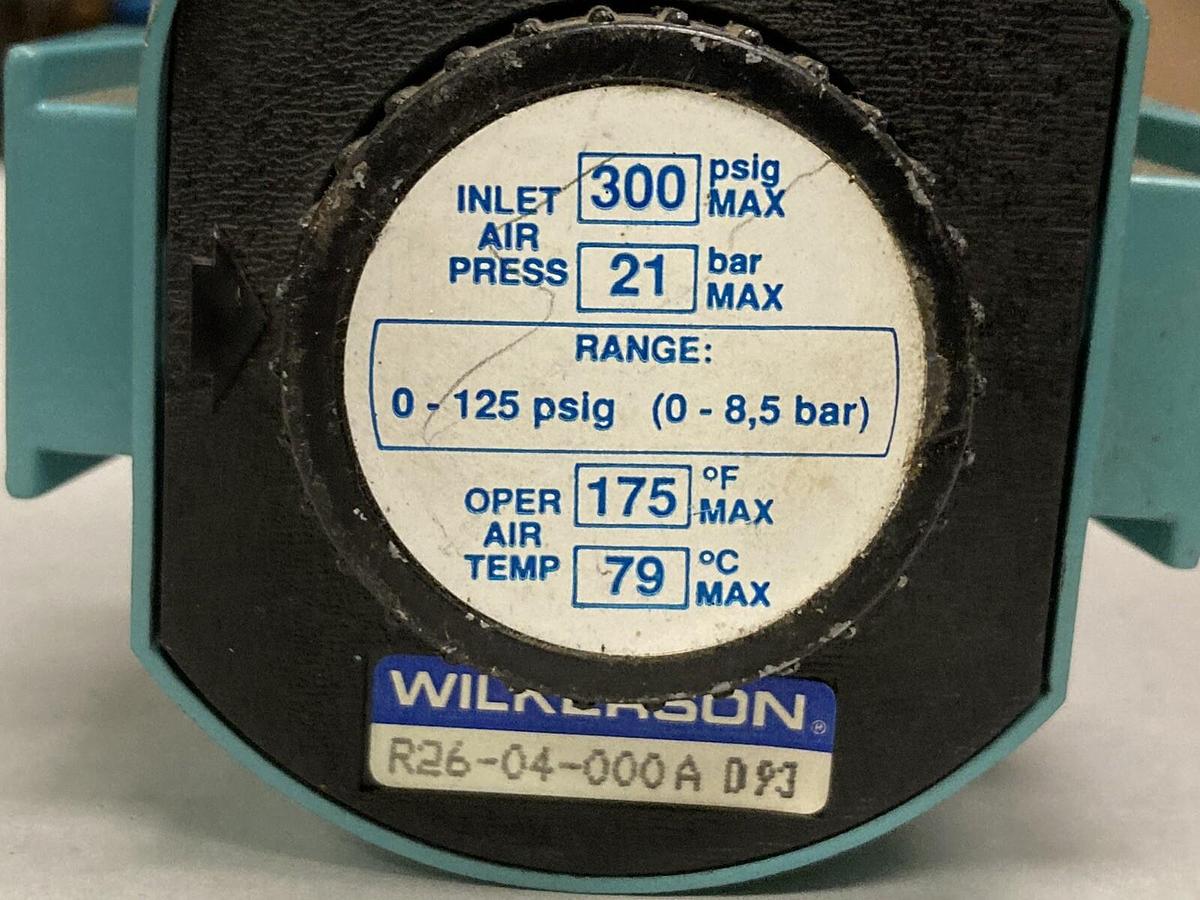 INLET AIR PRESS
300 psig MAX
21 bar MAX
RANGE:
0 - 125 psig (0 - 8,5 bar)
OPER AIR TEMP
175 °F MAX
79 °C MAX
WILKERSON®
R26-04-000A D93